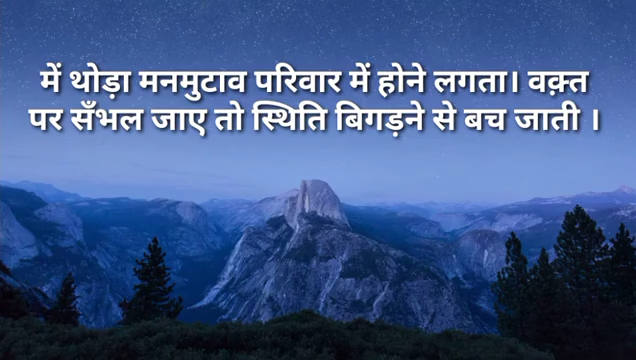 में थोड़ा मनमुटाव परिवार में होने लगता। वक़्त
पर सँभल जाए तो स्थिति बिगड़ने से बच जाती ।